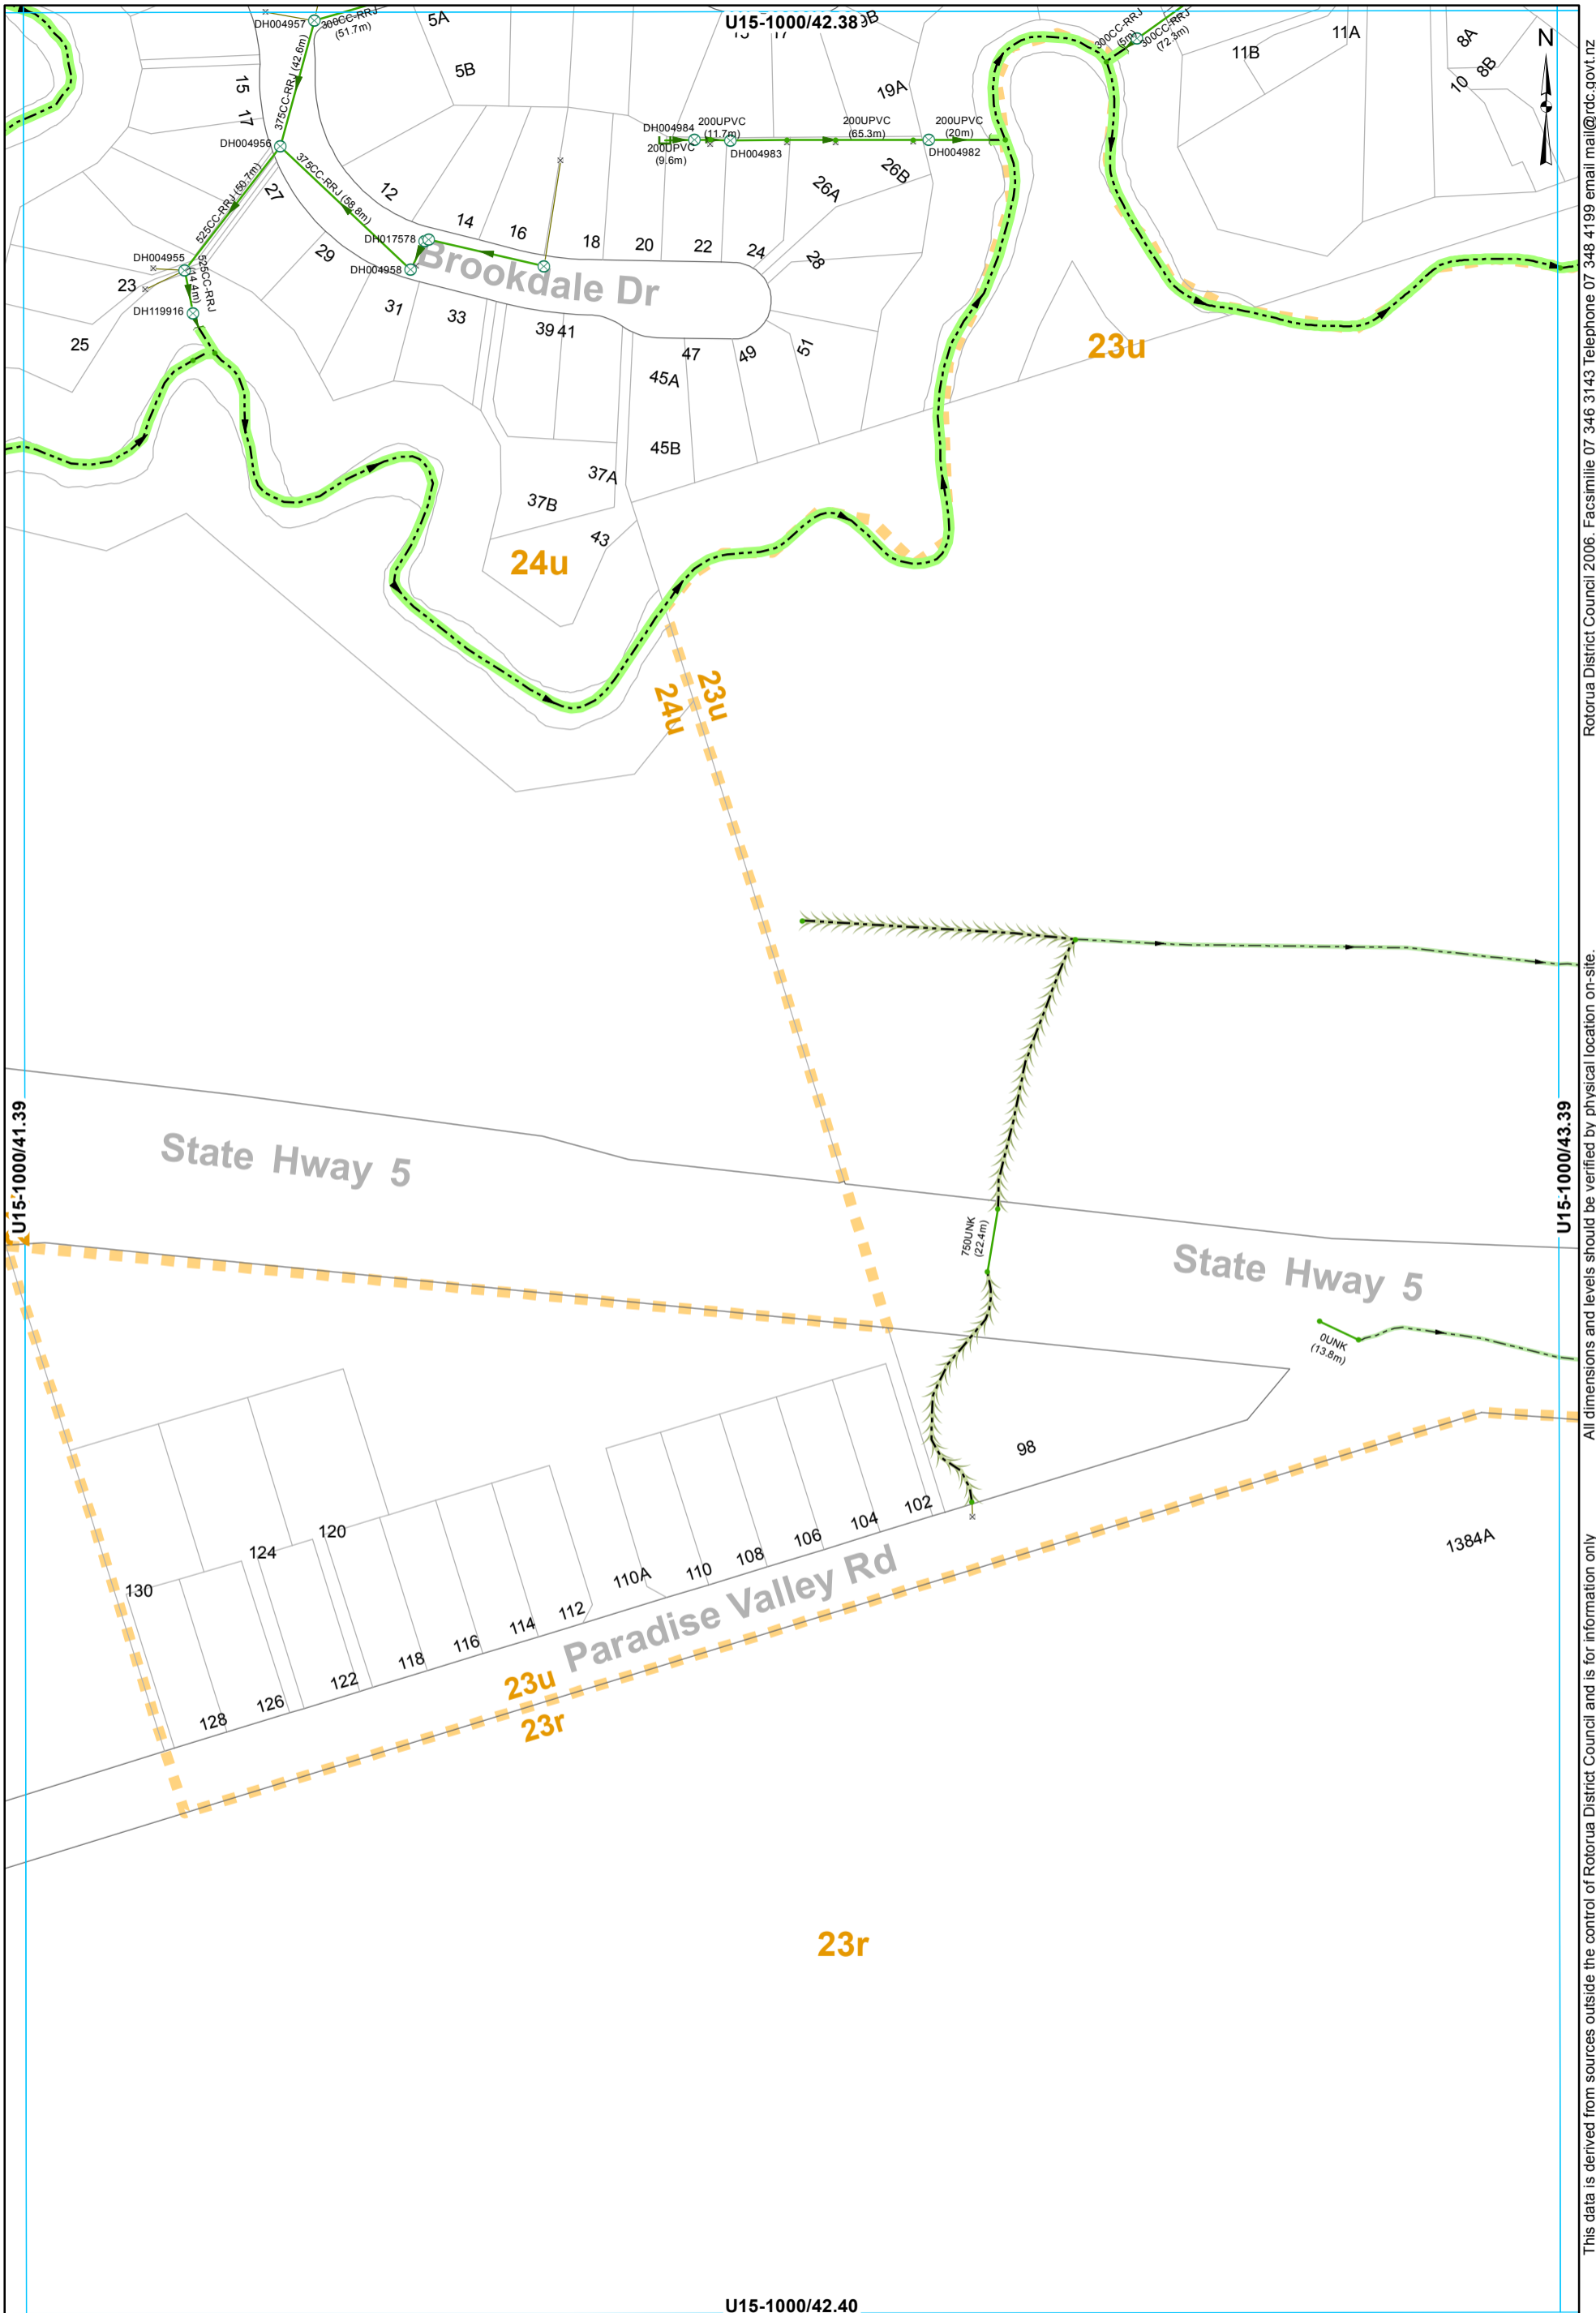 U15-1000/42.38
DH004957
300CC-RRJ
(51.7m)
5A
5B
375CC-RRJ (42.6m)
15
17
19A
9B
300CC-RRJ
(5m)
300CC-RRJ
(72.3m)
11A
11B
8A
8B
10
N
DH004956
375CC-RRJ (58.8m)
525CC-RRJ (50.7m)
27
12
14
16
18
20
22
24
28
26A
26B
DH004984
200UPVC
(9.6m)
200UPVC
(11.7m)
DH004983
200UPVC
(65.3m)
200UPVC
(20m)
DH004982
DH017578
DH004958
Brookdale Dr
DH004955
525CC-RRJ
(14.4m)
DH119916
23
25
29
31
33
39
41
47
49
51
45A
45B
37A
37B
43
23u
24u
23u
24u
U15-1000/41.39
U15-1000/43.39
State Hway 5
State Hway 5
750UNK
(22.4m)
0UNK
(13.8m)
98
102
104
106
108
110
110A
112
114
116
118
120
122
124
126
128
130
1384A
Paradise Valley Rd
23u
23r
23r
U15-1000/42.40
Rotorua District Council 2006. Facsimilie 07 346 3143 Telephone 07 348 4199 email mail@rdc.govt.nz
All dimensions and levels should be verified by physical location on-site.
This data is derived from sources outside the control of Rotorua District Council and is for information only